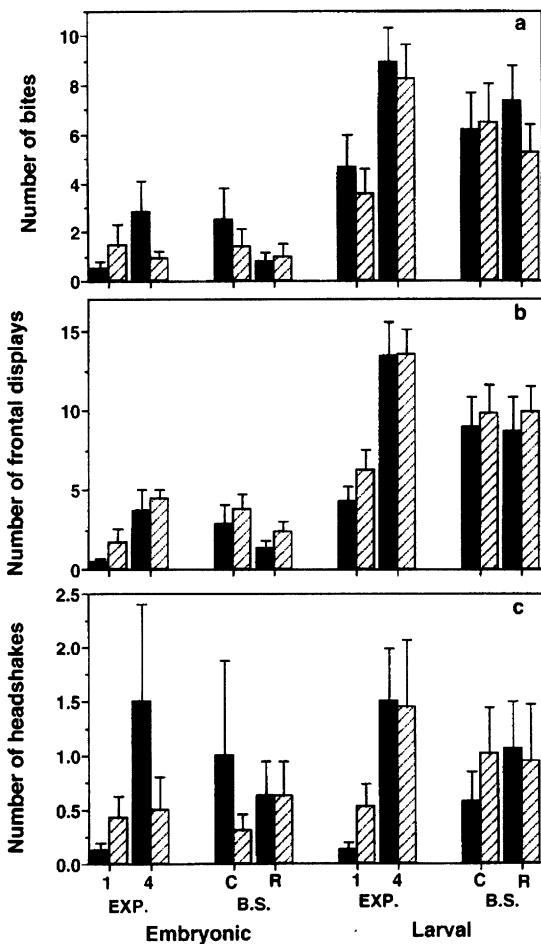 a
10
8
6
4
2
0
Number of bites
b
15
10
5
0
Number of frontal displays
c
2.5
2.0
1.5
1.0
0.5
0.0
Number of headshakes
1 4 C R 1 4 C R
EXP. B.S. EXP. B.S.
Embryonic Larval